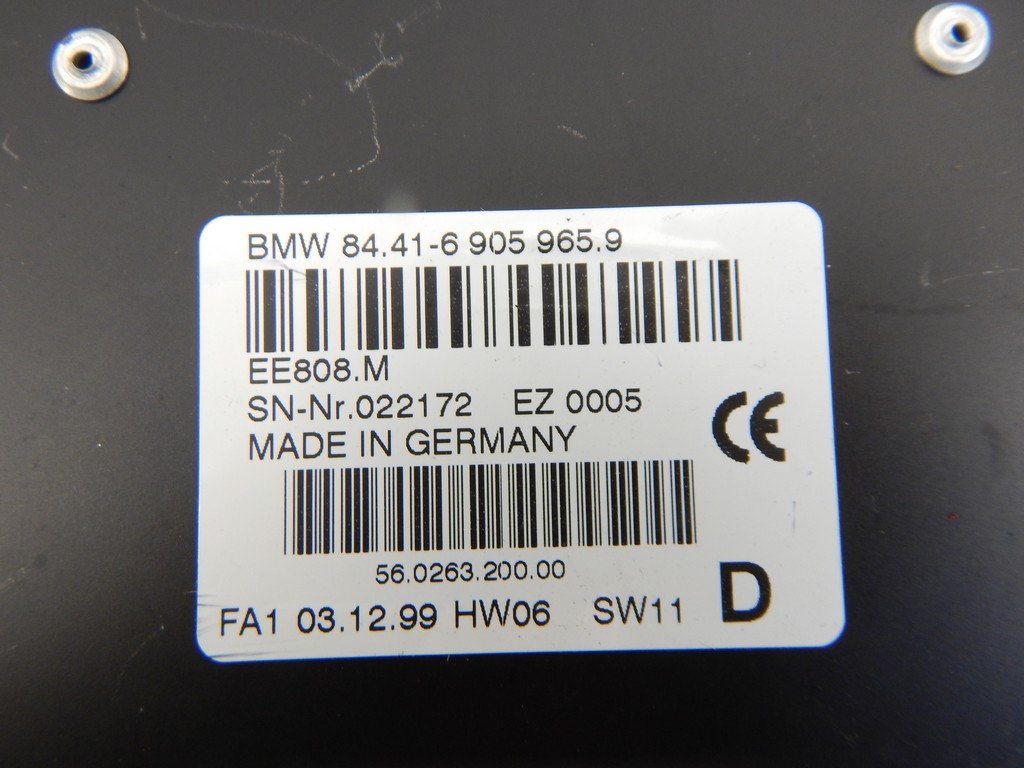 BMW 84.41-6 905 965.9
EE808.M
SN-Nr.022172 EZ 0005
MADE IN GERMANY
CE
56.0263.200.00
FA1 03.12.99 HW06 SW11 D